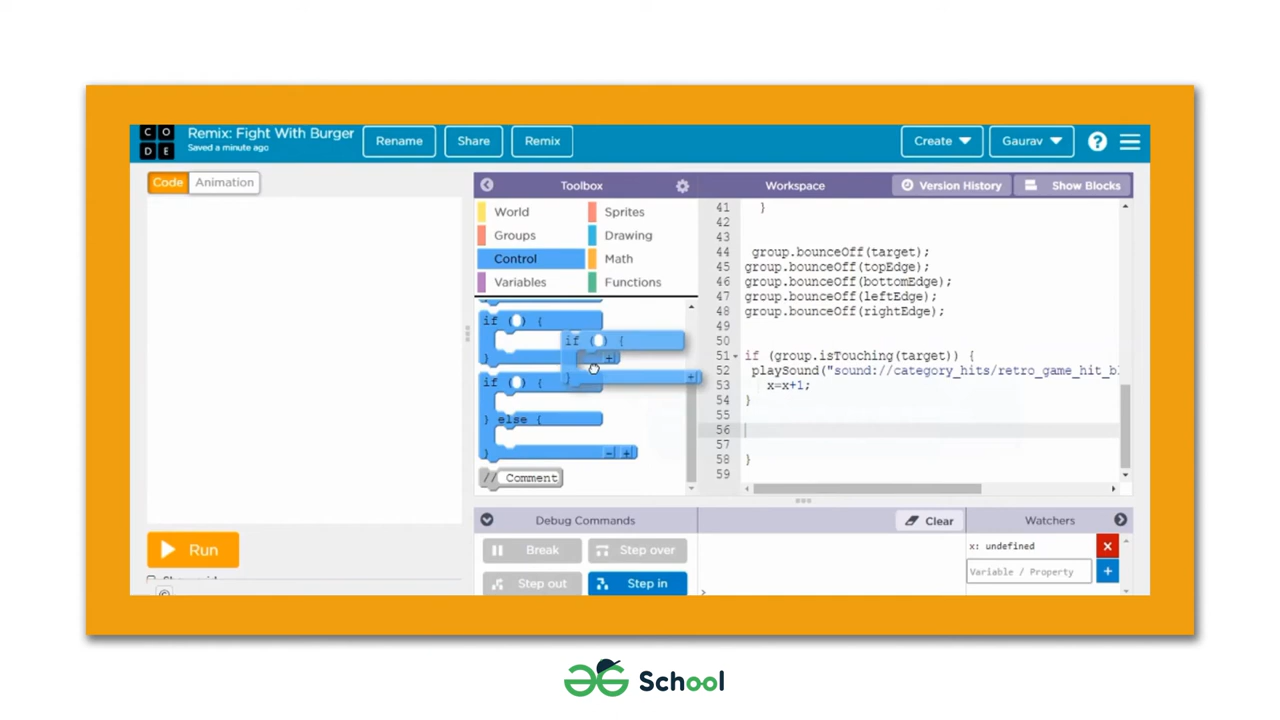 C O
D E
Remix: Fight With Burger
Saved a minute ago
Rename
Share
Remix
Create
Gaurav
?
Code
Animation
Toolbox
Workspace
Version History
Show Blocks
World
Sprites
Groups
Drawing
Control
Math
Variables
Functions
if ( ) {
}
if ( ) {
+
}
+
if ( ) {
} else {
}
- +
// Comment
41 }
42
43
44 group.bounceOff(target);
45 group.bounceOff(topEdge);
46 group.bounceOff(bottomEdge);
47 group.bounceOff(leftEdge);
48 group.bounceOff(rightEdge);
49
50
51 if (group.isTouching(target)) {
52 playSound("sound://category_hits/retro_game_hit_bl
53 x=x+1;
54 }
55
56
57
58 }
59
Run
Debug Commands
Clear
Watchers
Break
Step over
Step out
Step in
>
x: undefined
Variable / Property
School